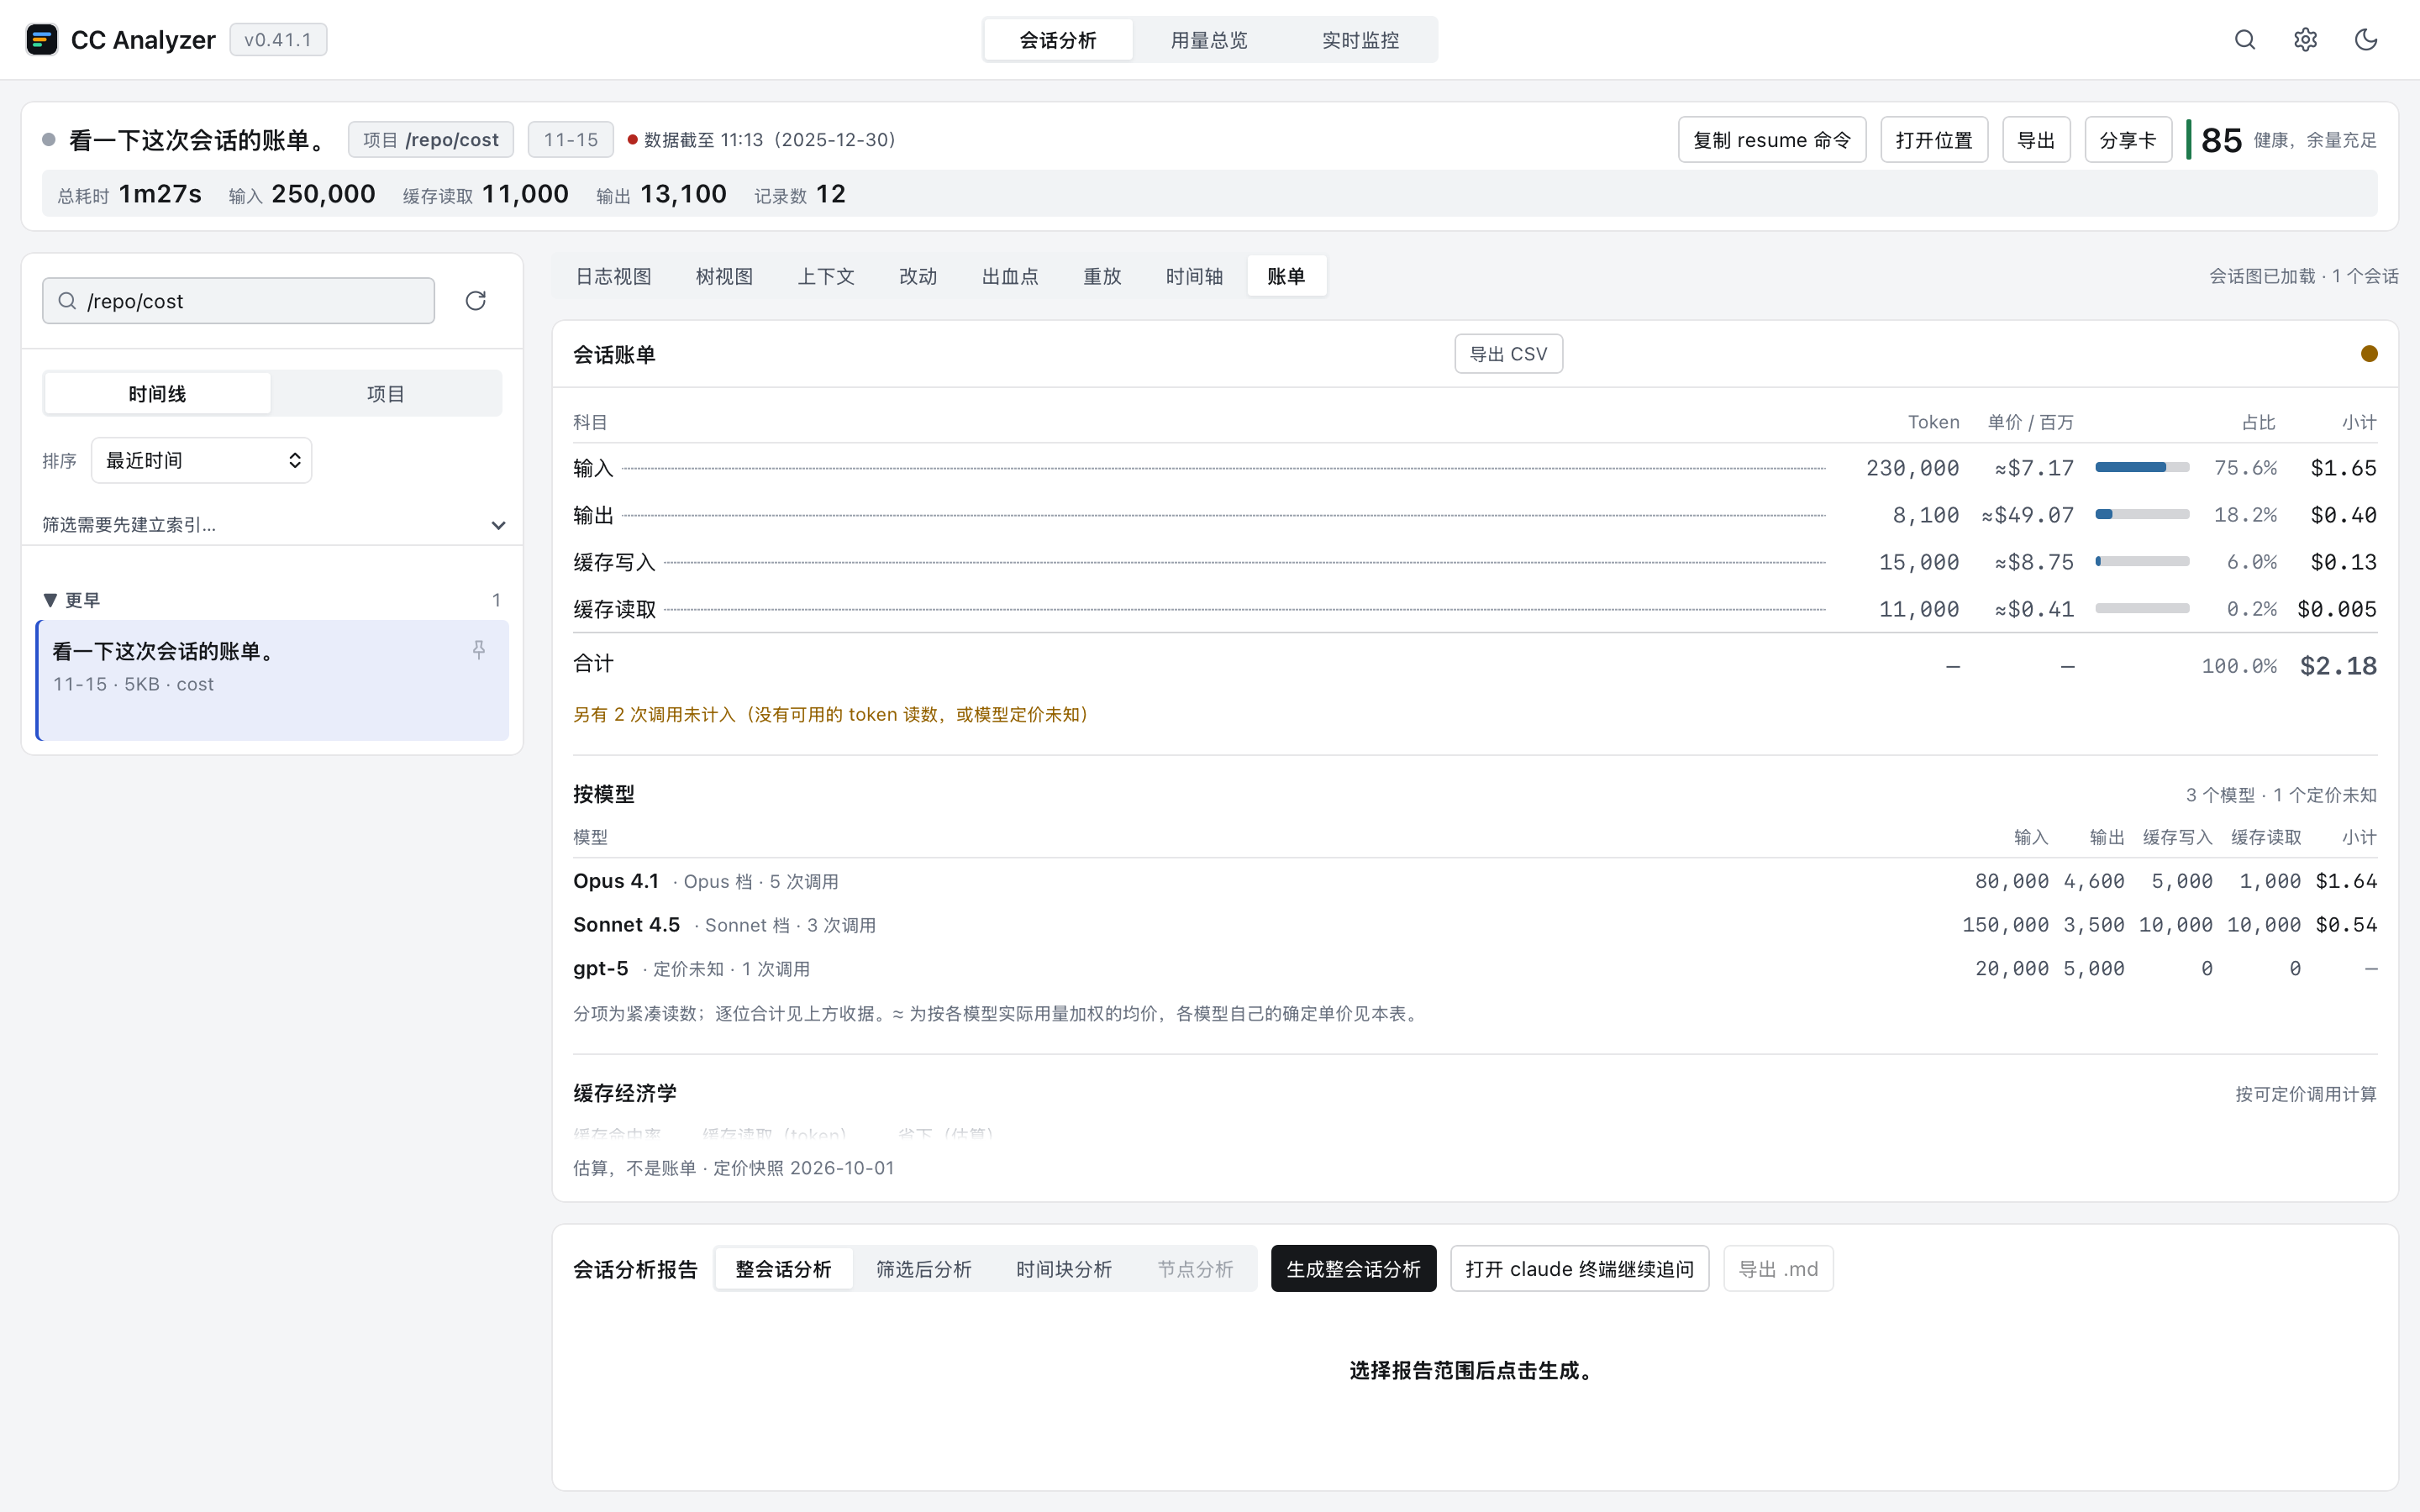 CC Analyzer v0.41.1 会话分析 用量总览 实时监控
看一下这次会话的账单。 项目 /repo/cost 11-15 数据截至 11:13（2025-12-30） 复制 resume 命令 打开位置 导出 分享卡 85 健康，余量充足
总耗时 1m27s 输入 250,000 缓存读取 11,000 输出 13,100 记录数 12
/repo/cost
时间线 项目
排序 最近时间
筛选需要先建立索引...
更早 1
看一下这次会话的账单。
11-15 · 5KB · cost
日志视图 树视图 上下文 改动 出血点 重放 时间轴 账单 会话图已加载 · 1 个会话
会话账单 导出 CSV
科目 Token 单价 / 百万 占比 小计
输入 230,000 ≈$7.17 75.6% $1.65
输出 8,100 ≈$49.07 18.2% $0.40
缓存写入 15,000 ≈$8.75 6.0% $0.13
缓存读取 11,000 ≈$0.41 0.2% $0.005
合计 — — 100.0% $2.18
另有 2 次调用未计入（没有可用的 token 读数，或模型定价未知）
按模型 3 个模型 · 1 个定价未知
模型 输入 输出 缓存写入 缓存读取 小计
Opus 4.1 · Opus 档 · 5 次调用 80,000 4,600 5,000 1,000 $1.64
Sonnet 4.5 · Sonnet 档 · 3 次调用 150,000 3,500 10,000 10,000 $0.54
gpt-5 · 定价未知 · 1 次调用 20,000 5,000 0 0 —
分项为紧凑读数；逐位合计见上方收据。≈ 为按各模型实际用量加权的均价，各模型自己的确定单价见本表。
缓存经济学 按可定价调用计算
缓存命中率 缓存读取（token） 省下（估算）
估算，不是账单 · 定价快照 2026-10-01
会话分析报告 整会话分析 筛选后分析 时间块分析 节点分析 生成整会话分析 打开 claude 终端继续追问 导出 .md
选择报告范围后点击生成。